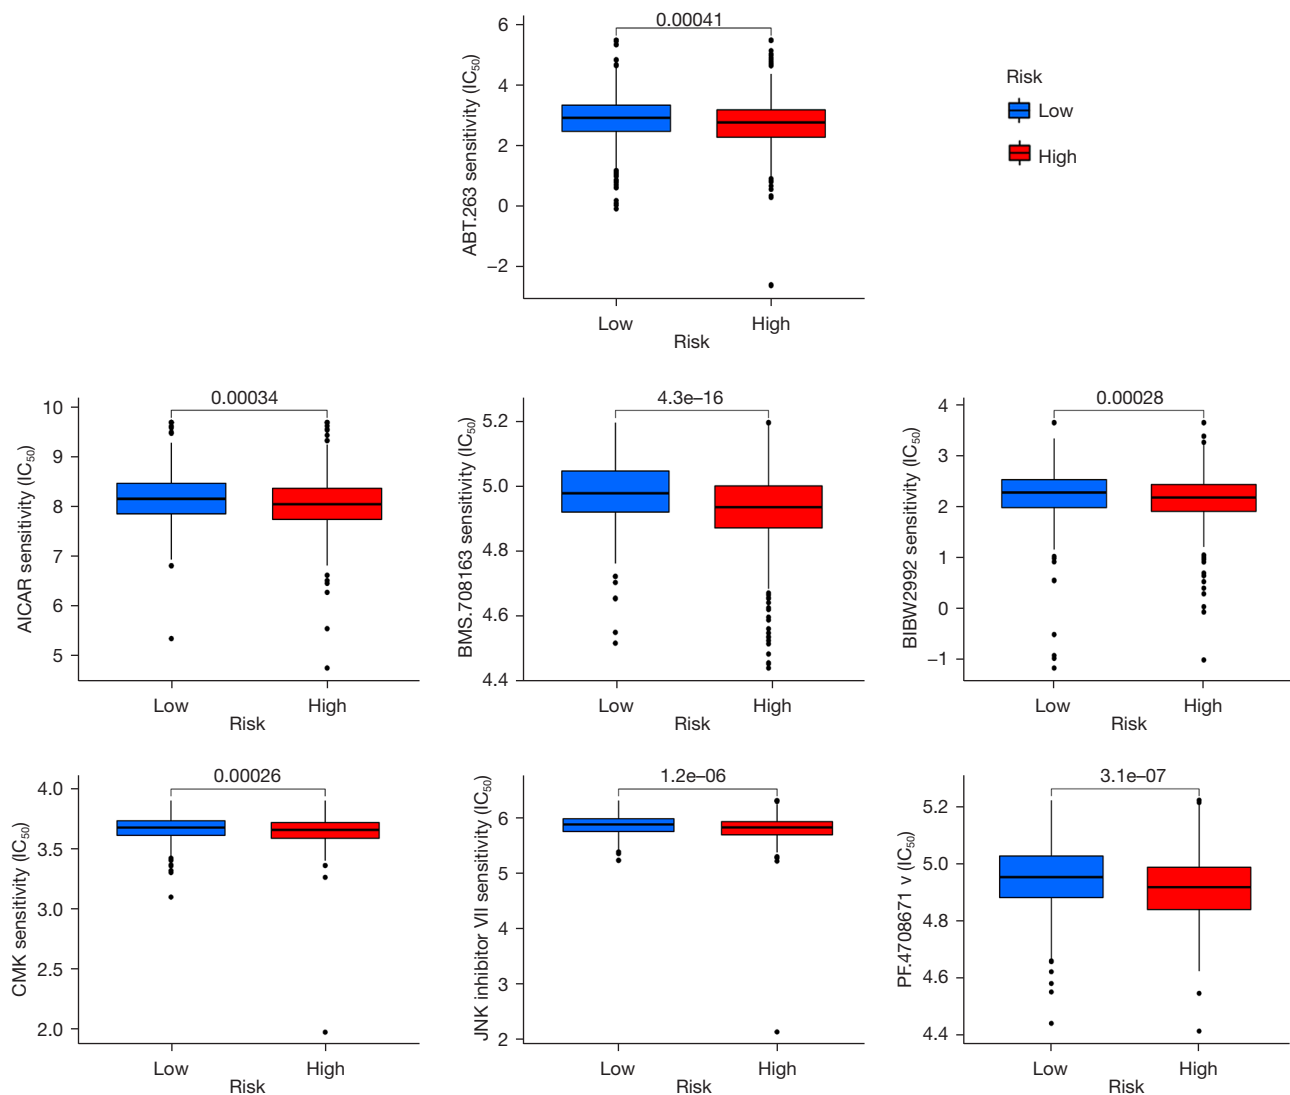 0.00041
6
4
2
0
−2
ABT.263 sensitivity (IC50)
Low
High
Risk
Risk
Low
High
0.00034
10
9
8
7
6
5
AICAR sensitivity (IC50)
Low
High
Risk
4.3e−16
5.2
5.0
4.8
4.6
4.4
BMS.708163 sensitivity (IC50)
Low
High
Risk
0.00028
4
3
2
1
0
−1
BIBW2992 sensitivity (IC50)
Low
High
Risk
0.00026
4.0
3.5
3.0
2.5
2.0
CMK sensitivity (IC50)
Low
High
Risk
1.2e−06
6
5
4
3
2
JNK inhibitor VII sensitivity (IC50)
Low
High
Risk
3.1e−07
5.2
5.0
4.8
4.6
4.4
PF.4708671 v (IC50)
Low
High
Risk